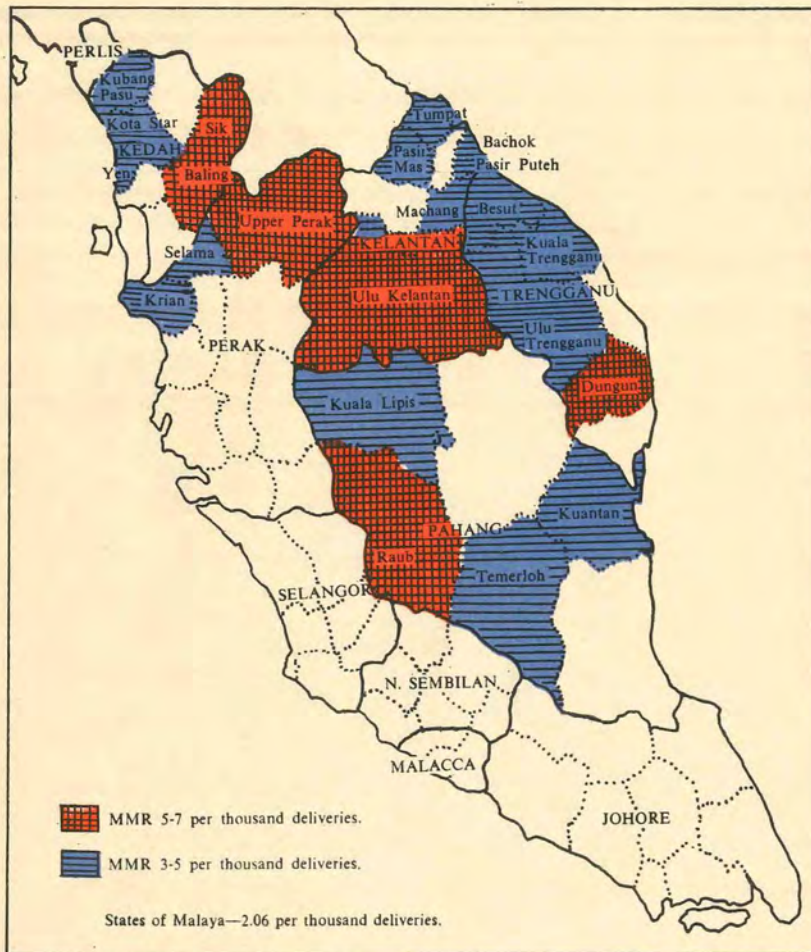 PERLIS
Kubang
Pasu
Kota Star
KEDAH
Yen
Sik
Baling
Upper Perak
Selama
Krian
PERAK
Tumpat
Pasir
Mas
Bachok
Pasir Puteh
Machang
Besut
KELANTAN
Kuala
Trengganu
Ulu Kelantan
TRENGGANU
Ulu
Trengganu
Dungun
Kuala Lipis
Kuantan
PAHANG
Raub
Temerloh
SELANGOR
N. SEMBILAN
MALACCA
JOHORE
MMR 5-7 per thousand deliveries.
MMR 3-5 per thousand deliveries.
States of Malaya—2.06 per thousand deliveries.